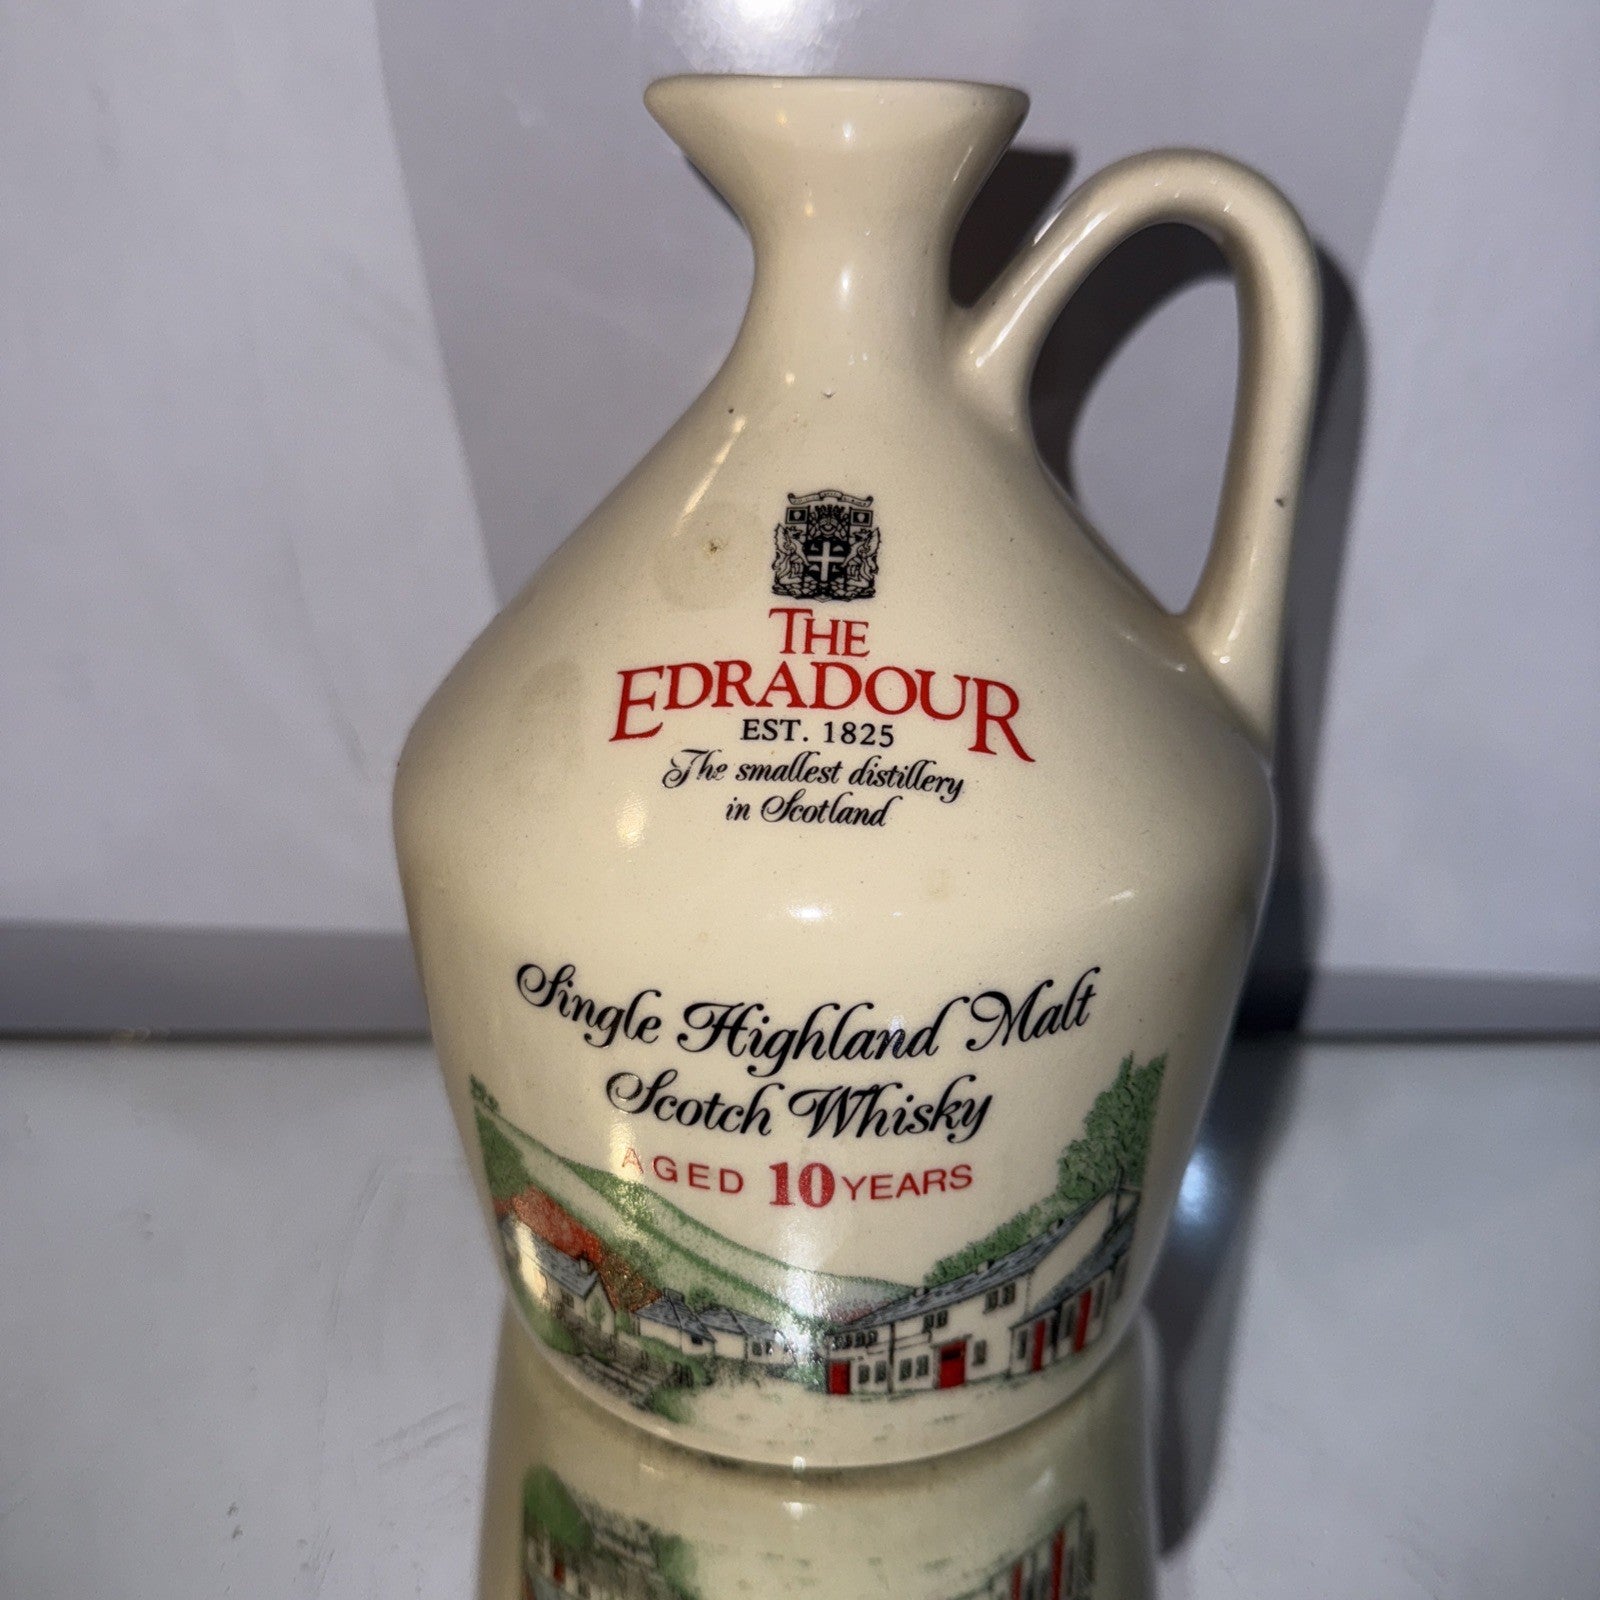 THE
EDRADOUR
EST. 1825
The smallest distillery
in Scotland
Single Highland Malt
Scotch Whisky
AGED 10 YEARS